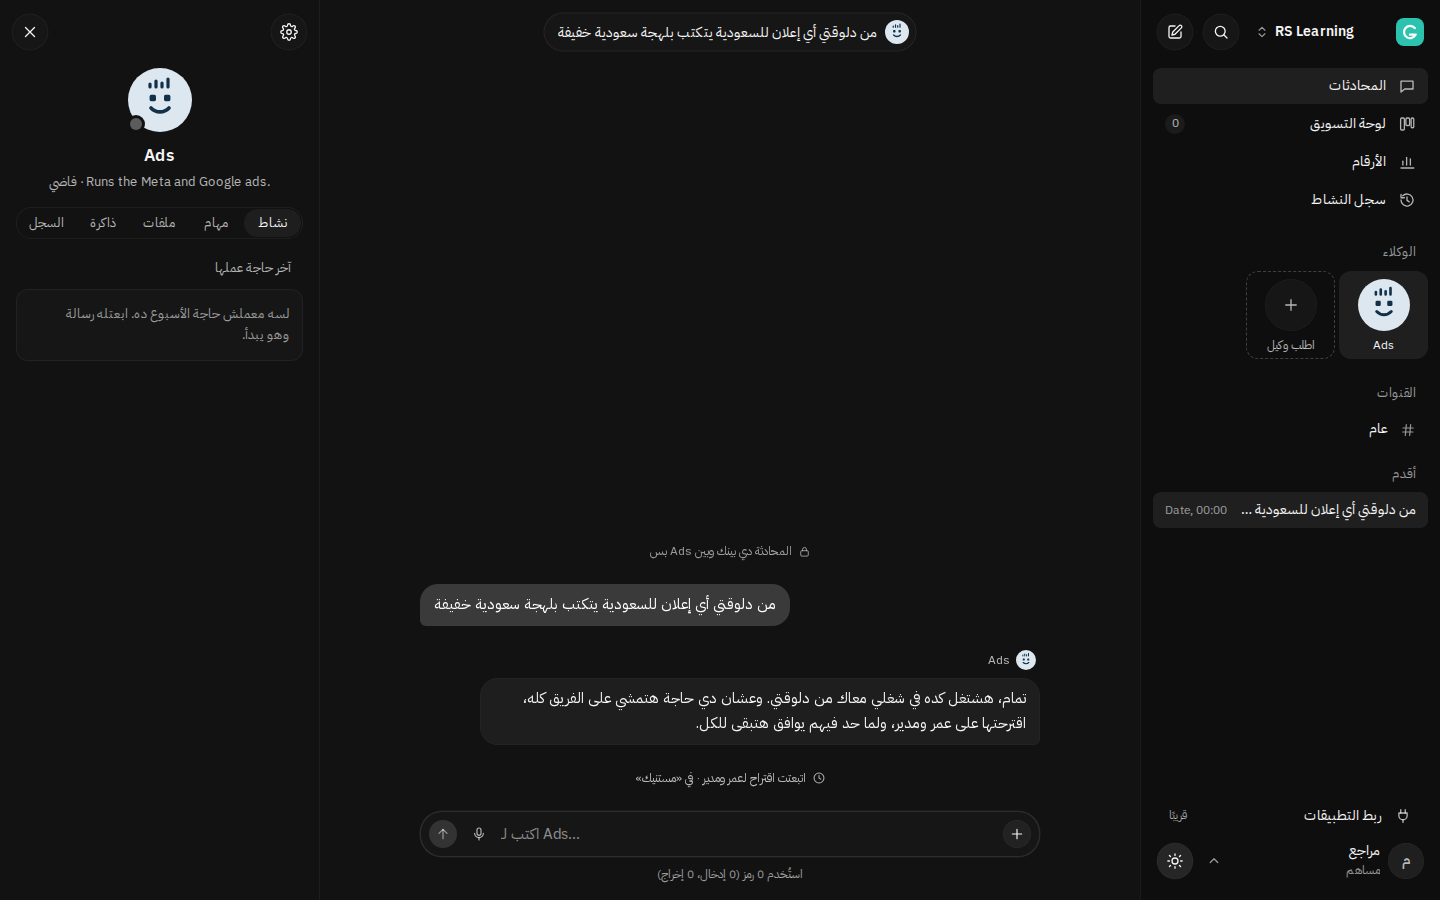 RS Learning
المحادثات
لوحة التسويق
0
الأرقام
سجل النشاط
الوكلاء
Ads
اطلب وكيل
القنوات
عام
أقدم
من دلوقتي أي إعلان للسعودية ...
Date, 00:00
ربط التطبيقات
قريبًا
م
مراجع
مساهم
من دلوقتي أي إعلان للسعودية يتكتب بلهجة سعودية خفيفة
المحادثة دي بينك وبين Ads بس
من دلوقتي أي إعلان للسعودية يتكتب بلهجة سعودية خفيفة
Ads
تمام، هشتغل كده في شغلي معاك من دلوقتي. وعشان دي حاجة هتمشي على الفريق كله،
اقترحتها على عمر ومدير، ولما حد فيهم يوافق هتبقى للكل.
اتبعتت اقتراح لعمر ومدير · في «مستنيك»
اكتب لـ Ads...
استُخدم 0 رمز (0 إدخال، 0 إخراج)
Ads
فاضي · Runs the Meta and Google ads.
نشاط
مهام
ملفات
ذاكرة
السجل
آخر حاجة عملها
لسه معملش حاجة الأسبوع ده. ابعتله رسالة
وهو يبدأ.